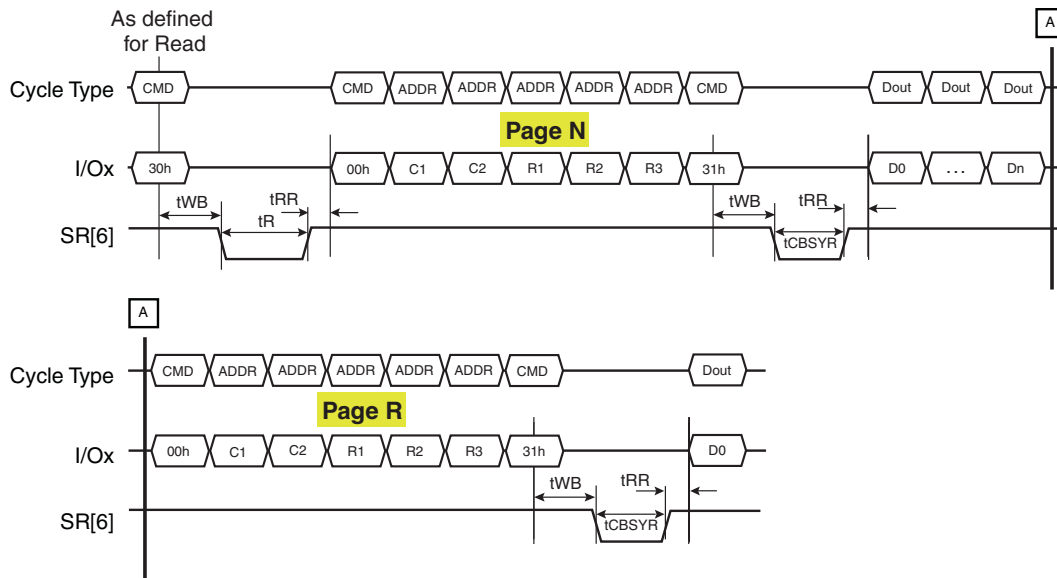 As defined
for Read
A
Cycle Type CMD CMD ADDR ADDR ADDR ADDR ADDR CMD Dout Dout Dout
Page N
I/Ox 30h 00h C1 C2 R1 R2 R3 31h D0 ... Dn
tWB tRR tWB tRR
tR tCBSYR
SR[6]
A
Cycle Type CMD ADDR ADDR ADDR ADDR ADDR CMD Dout
Page R
I/Ox 00h C1 C2 R1 R2 R3 31h D0
tWB tRR
tCBSYR
SR[6]